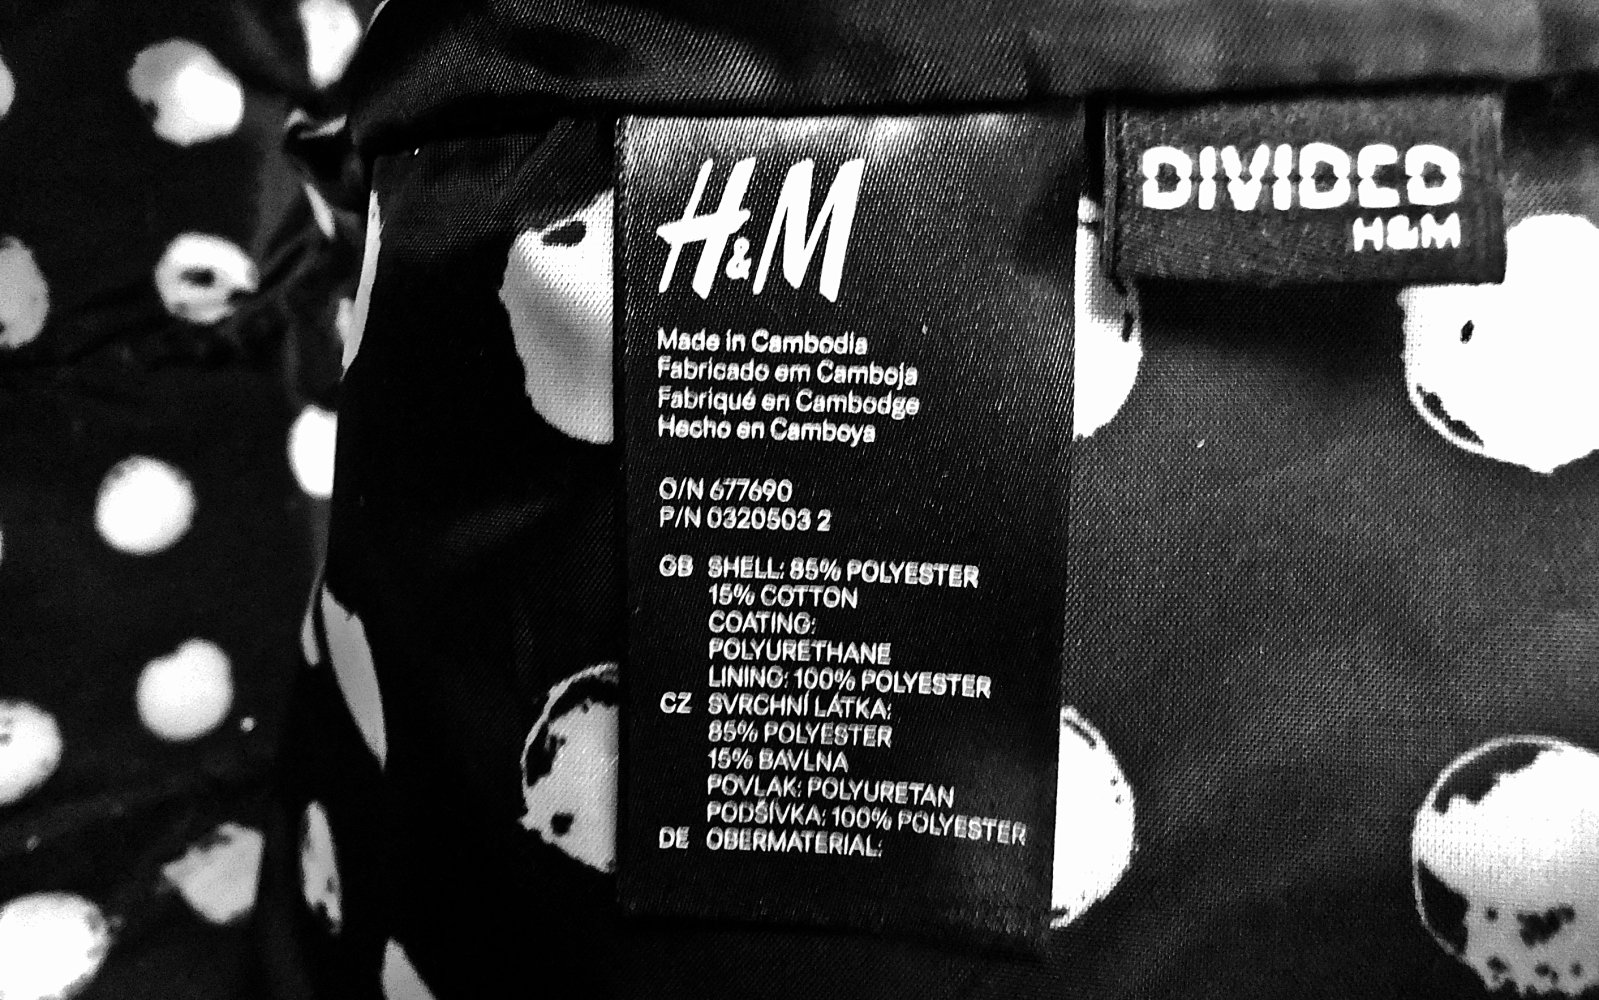 H&M
Made in Cambodia
Fabricado em Camboja
Fabriqué en Cambodge
Hecho en Camboya
O/N 677690
P/N 0320503 2
GB SHELL: 85% POLYESTER
15% COTTON
COATING:
POLYURETHANE
LINING: 100% POLYESTER
CZ SVRCHNÍ LÁTKA:
85% POLYESTER
15% BAVLNA
POVLAK: POLYURETAN
PODŠÍVKA: 100% POLYESTER
DE OBERMATERIAL:
DIVIDED
H&M